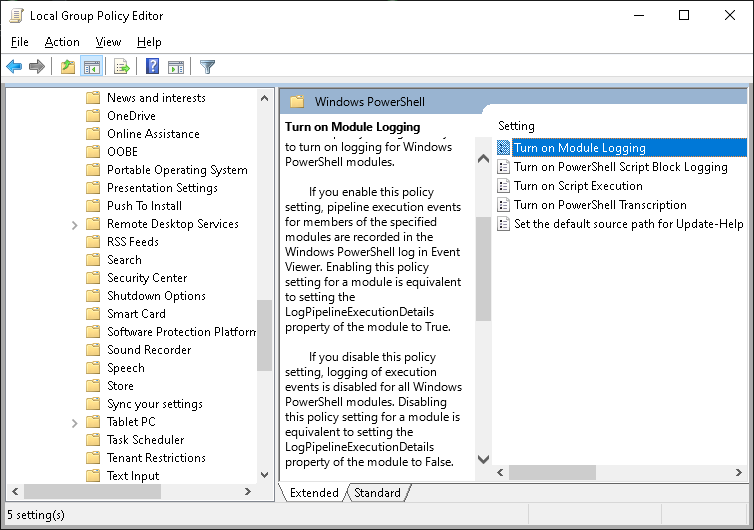 Local Group Policy Editor
File Action View Help
News and interests
OneDrive
Online Assistance
OOBE
Portable Operating System
Presentation Settings
Push To Install
Remote Desktop Services
RSS Feeds
Search
Security Center
Shutdown Options
Smart Card
Software Protection Platform
Sound Recorder
Speech
Store
Sync your settings
Tablet PC
Task Scheduler
Tenant Restrictions
Text Input
Windows PowerShell
Turn on Module Logging
to turn on logging for Windows
PowerShell modules.
If you enable this policy
setting, pipeline execution events
for members of the specified
modules are recorded in the
Windows PowerShell log in Event
Viewer. Enabling this policy
setting for a module is equivalent
to setting the
LogPipelineExecutionDetails
property of the module to True.
If you disable this policy
setting, logging of execution
events is disabled for all Windows
PowerShell modules. Disabling
this policy setting for a module is
equivalent to setting the
LogPipelineExecutionDetails
property of the module to False.
Setting
Turn on Module Logging
Turn on PowerShell Script Block Logging
Turn on Script Execution
Turn on PowerShell Transcription
Set the default source path for Update-Help
Extended Standard
5 setting(s)